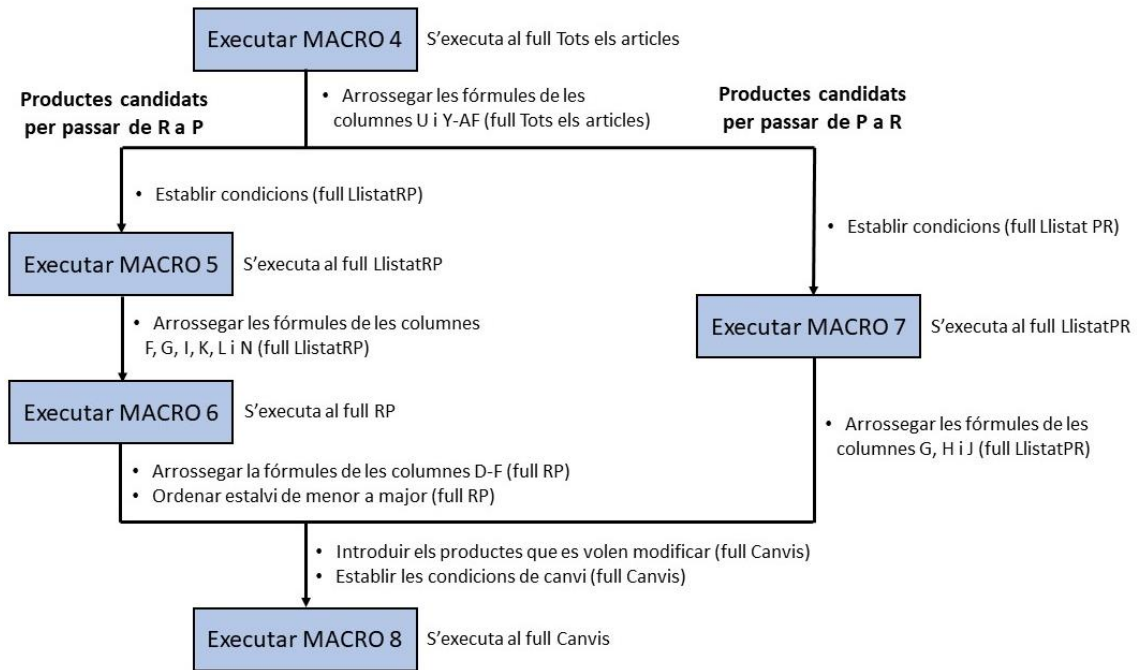 Executar MACRO 4
S'executa al full Tots els articles
Productes candidats
per passar de R a P
• Arrossegar les fórmules de les
columnes U i Y-AF (full Tots els articles)
Productes candidats
per passar de P a R
• Establir condicions (full LlistatRP)
• Establir condicions (full Llistat PR)
Executar MACRO 5
S'executa al full LlistatRP
• Arrossegar les fórmules de les columnes
F, G, I, K, L i N (full LlistatRP)
Executar MACRO 7
S'executa al full LlistatPR
Executar MACRO 6
S'executa al full RP
• Arrossegar les fórmules de les
columnes G, H i J (full LlistatPR)
• Arrossegar la fórmules de les columnes D-F (full RP)
• Ordenar estalvi de menor a major (full RP)
• Introduir els productes que es volen modificar (full Canvis)
• Establir les condicions de canvi (full Canvis)
Executar MACRO 8
S'executa al full Canvis